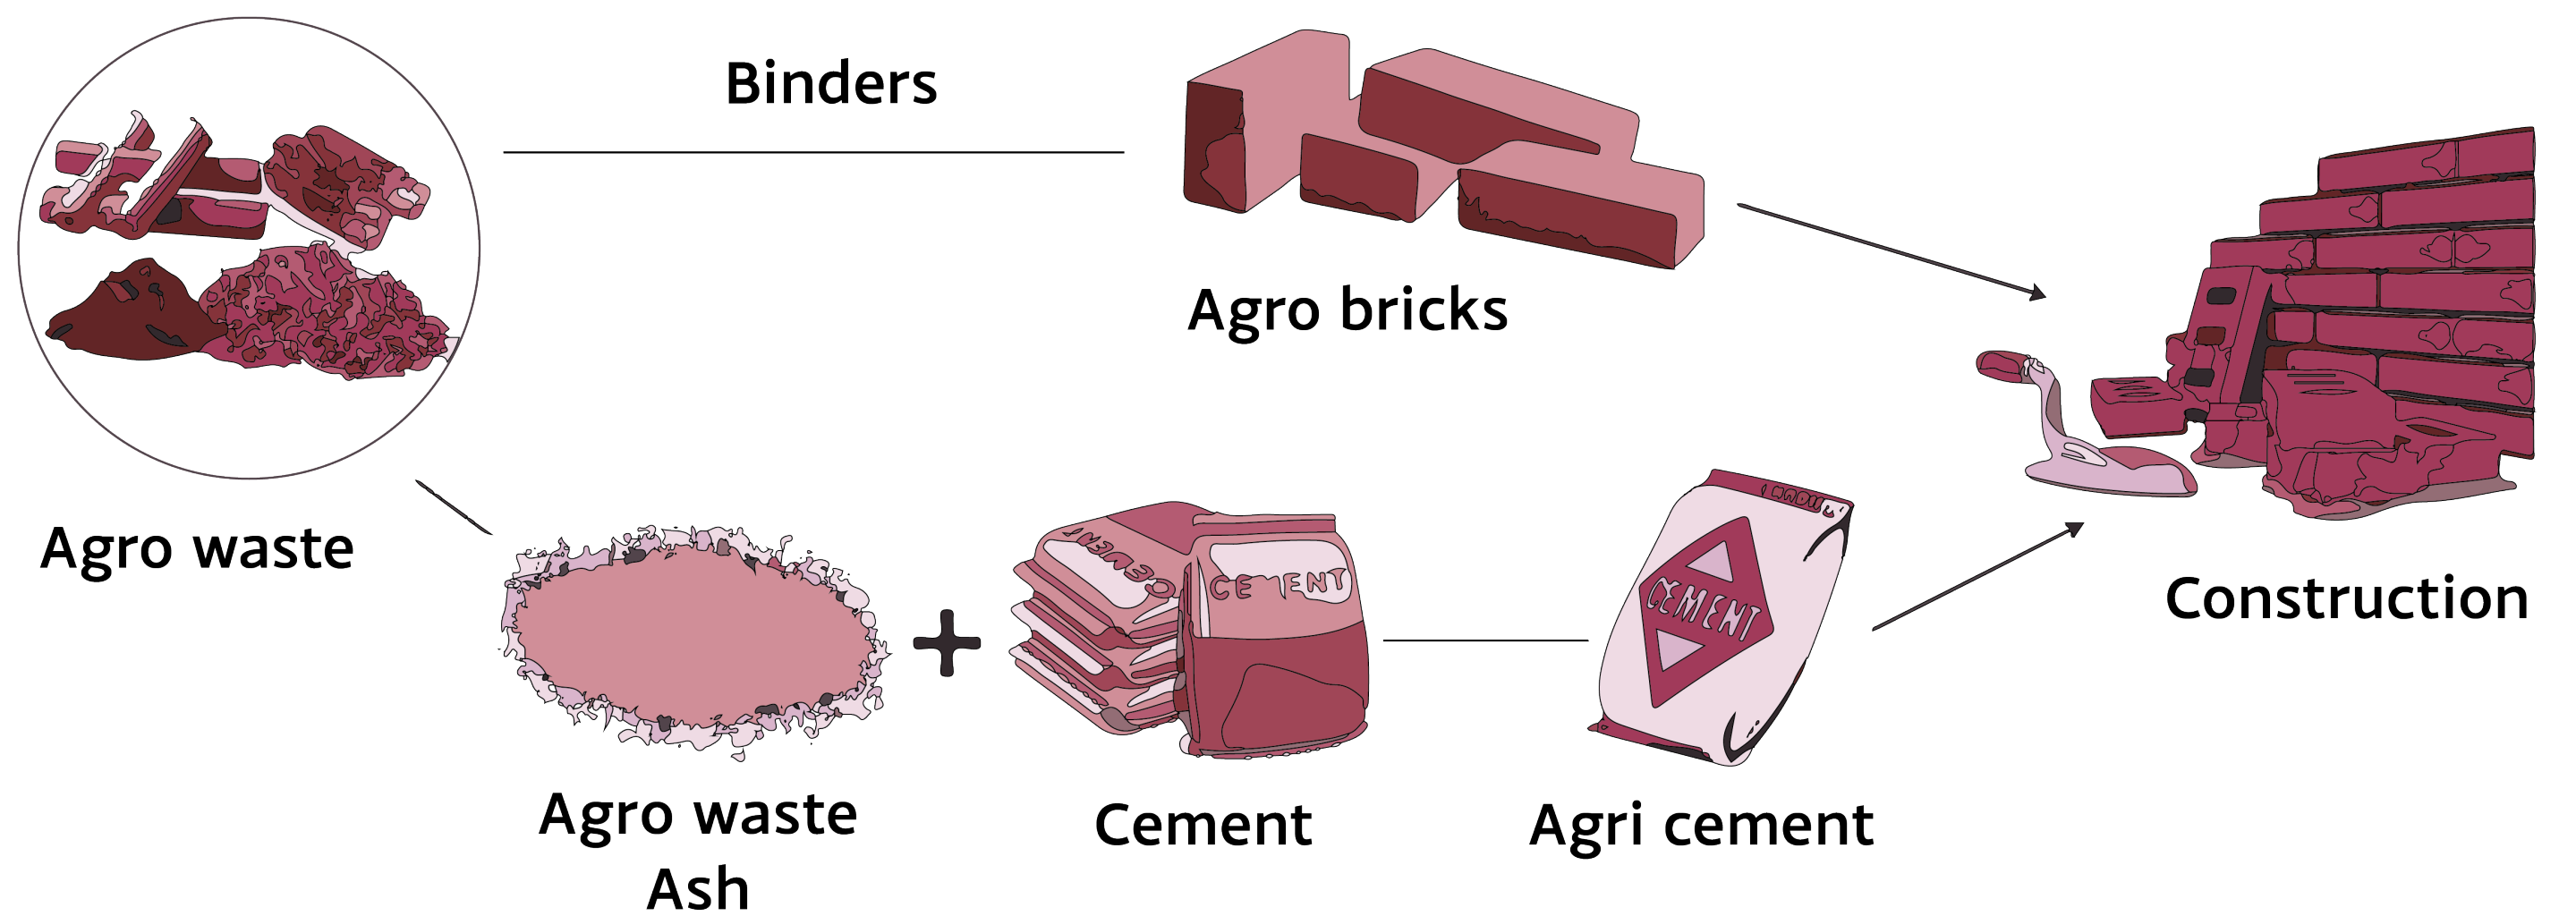 Binders
Agro bricks
Agro waste
CEMENT
CEMENT
CEMENT
Agro waste
Ash
Cement
Agri cement
Construction